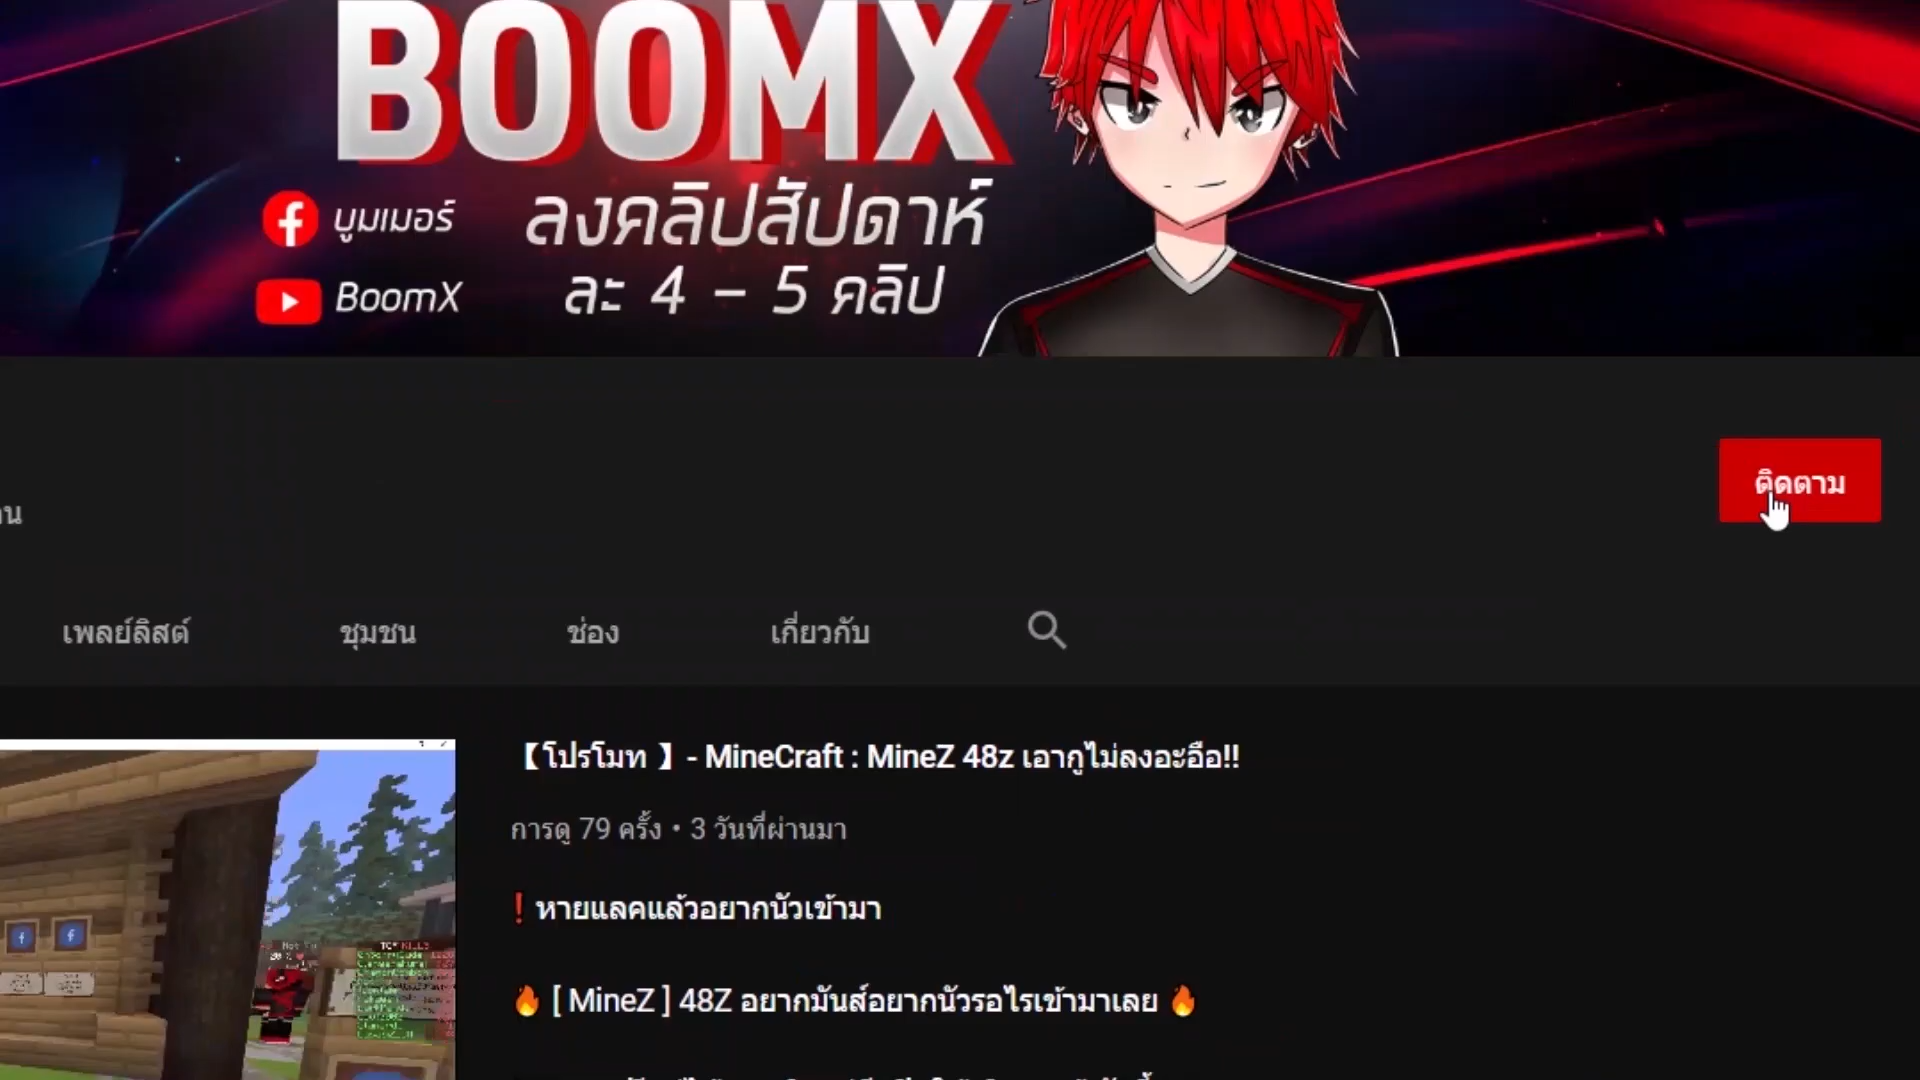 BOOMX
บูมเมอร์
ลงคลิปสัปดาห์
ละ 4 – 5 คลิป
BoomX
ติดตาม
เพลย์ลิสต์ ชุมชน ช่อง เกี่ยวกับ
【โปรโมท 】- MineCraft : MineZ 48z เอากูไม่ลงอะอือ!!
การดู 79 ครั้ง • 3 วันที่ผ่านมา
❗หายแลคแล้วอยากนัวเข้ามา
🔥 [ MineZ ] 48Z อยากมันส์อยากนัวรอไรเข้ามาเลย 🔥
TOP KILLS